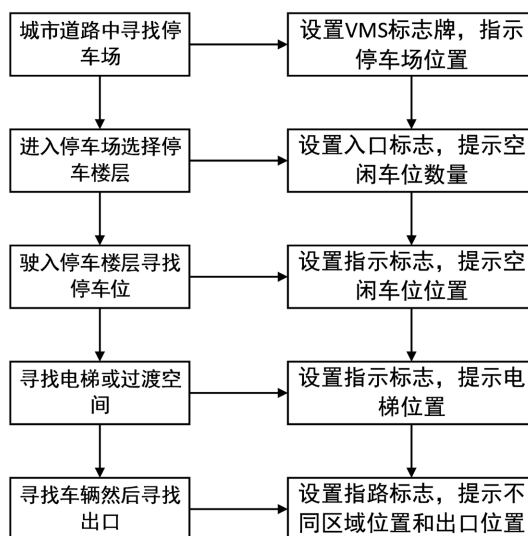 城市道路中寻找停
车场
设置VMS标志牌，指示
停车场位置
进入停车场选择停
车楼层
设置入口标志，提示空
闲车位数量
驶入停车楼层寻找
停车位
设置指示标志，提示空
闲车位位置
寻找电梯或过渡空
间
设置指示标志，提示电
梯位置
寻找车辆然后寻找
出口
设置指路标志，提示不
同区域位置和出口位置